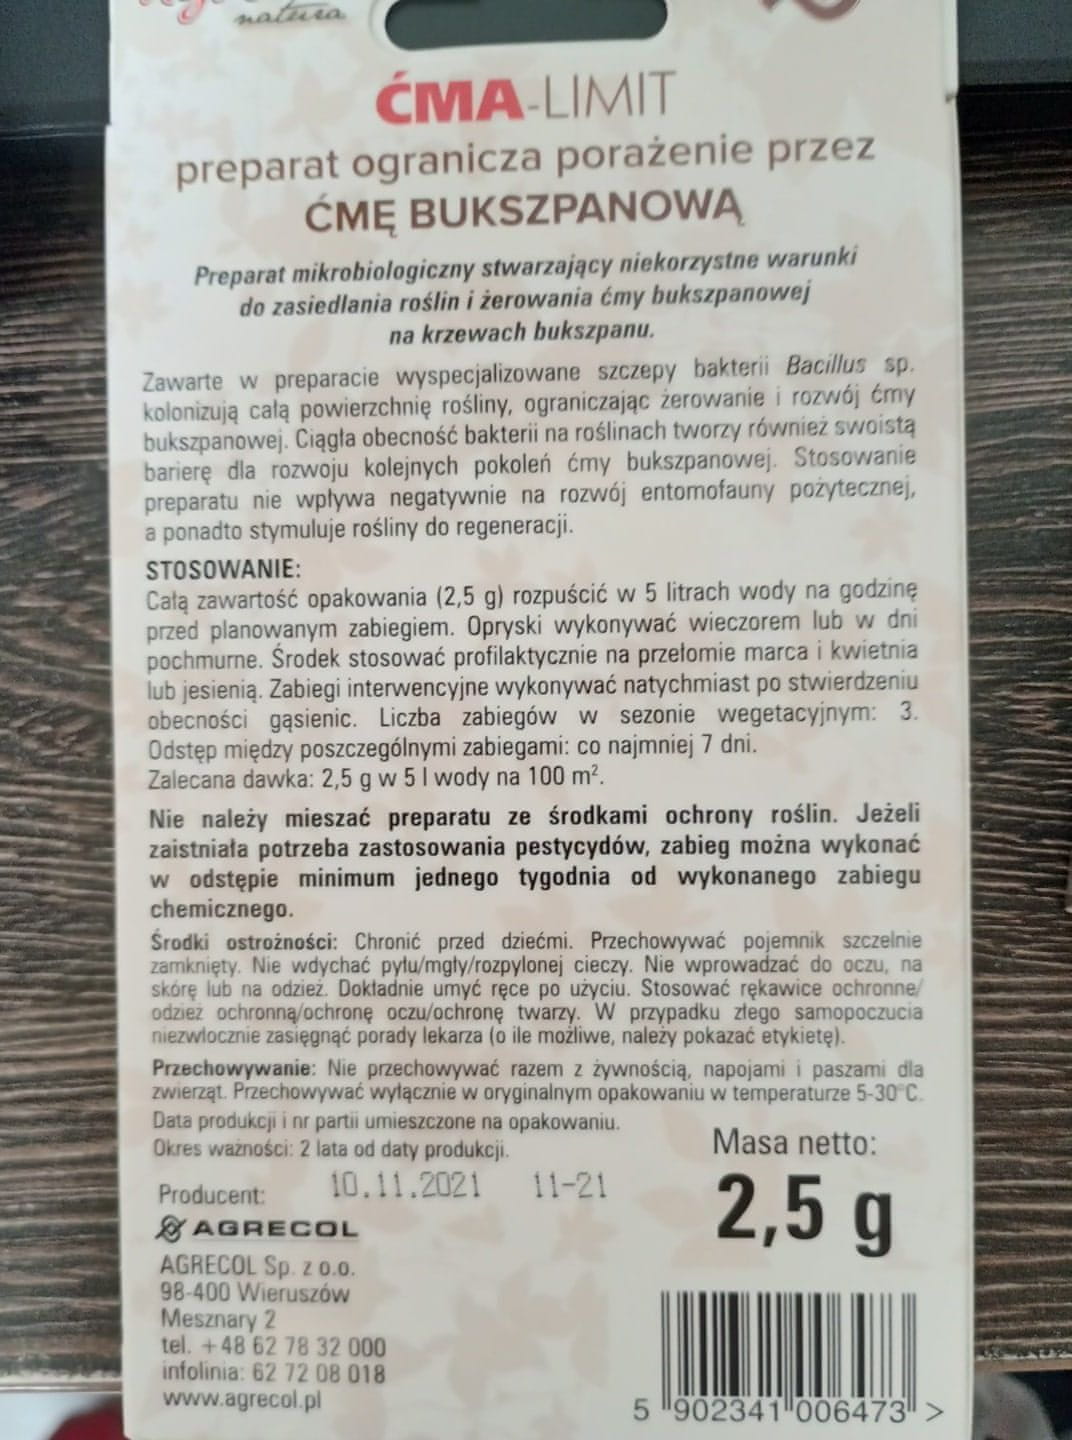 natura
ĆMA-LIMIT
preparat ogranicza porażenie przez
ĆMĘ BUKSZPANOWĄ
Preparat mikrobiologiczny stwarzający niekorzystne warunki
do zasiedlania roślin i żerowania ćmy bukszpanowej
na krzewach bukszpanu.
Zawarte w preparacie wyspecjalizowane szczepy bakterii Bacillus sp.
kolonizują całą powierzchnię rośliny, ograniczając żerowanie i rozwój ćmy
bukszpanowej. Ciągła obecność bakterii na roślinach tworzy również swoistą
barierę dla rozwoju kolejnych pokoleń ćmy bukszpanowej. Stosowanie
preparatu nie wpływa negatywnie na rozwój entomofauny pożytecznej,
a ponadto stymuluje rośliny do regeneracji.
STOSOWANIE:
Całą zawartość opakowania (2,5 g) rozpuścić w 5 litrach wody na godzinę
przed planowanym zabiegiem. Opryski wykonywać wieczorem lub w dni
pochmurne. Środek stosować profilaktycznie na przełomie marca i kwietnia
lub jesienią. Zabiegi interwencyjne wykonywać natychmiast po stwierdzeniu
obecności gąsienic. Liczba zabiegów w sezonie wegetacyjnym: 3.
Odstęp między poszczególnymi zabiegami: co najmniej 7 dni.
Zalecana dawka: 2,5 g w 5 l wody na 100 m².
Nie należy mieszać preparatu ze środkami ochrony roślin. Jeżeli
zaistniała potrzeba zastosowania pestycydów, zabieg można wykonać
w odstępie minimum jednego tygodnia od wykonanego zabiegu
chemicznego.
Środki ostrożności: Chronić przed dziećmi. Przechowywać pojemnik szczelnie
zamknięty. Nie wdychać pyłu/mgły/rozpylonej cieczy. Nie wprowadzać do oczu, na
skórę lub na odzież. Dokładnie umyć ręce po użyciu. Stosować rękawice ochronne/
odzież ochronną/ochronę oczu/ochronę twarzy. W przypadku złego samopoczucia
niezwłocznie zasięgnąć porady lekarza (o ile możliwe, należy pokazać etykietę).
Przechowywanie: Nie przechowywać razem z żywnością, napojami i paszami dla
zwierząt. Przechowywać wyłącznie w oryginalnym opakowaniu w temperaturze 5-30°C.
Data produkcji i nr partii umieszczone na opakowaniu.
Okres ważności: 2 lata od daty produkcji.
10.11.2021 11-21
Masa netto:
2,5 g
Producent:
AGRECOL
AGRECOL Sp. z o.o.
98-400 Wieruszów
Mesznary 2
tel. +48 62 78 32 000
infolinia: 62 72 08 018
www.agrecol.pl
5 902341 006473 >